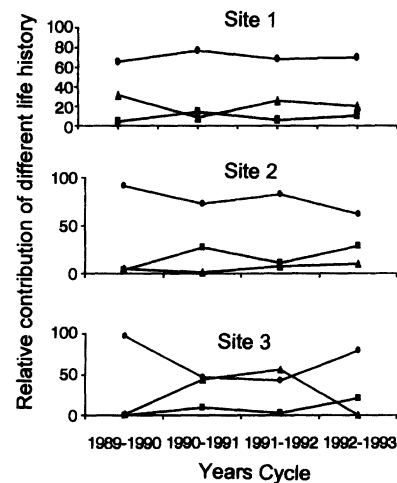 Relative contribution of different life history
Site 1
100
80
60
40
20
0
Site 2
100
50
0
Site 3
100
50
0
1989-1990 1990-1991 1991-1992 1992-1993
Years Cycle